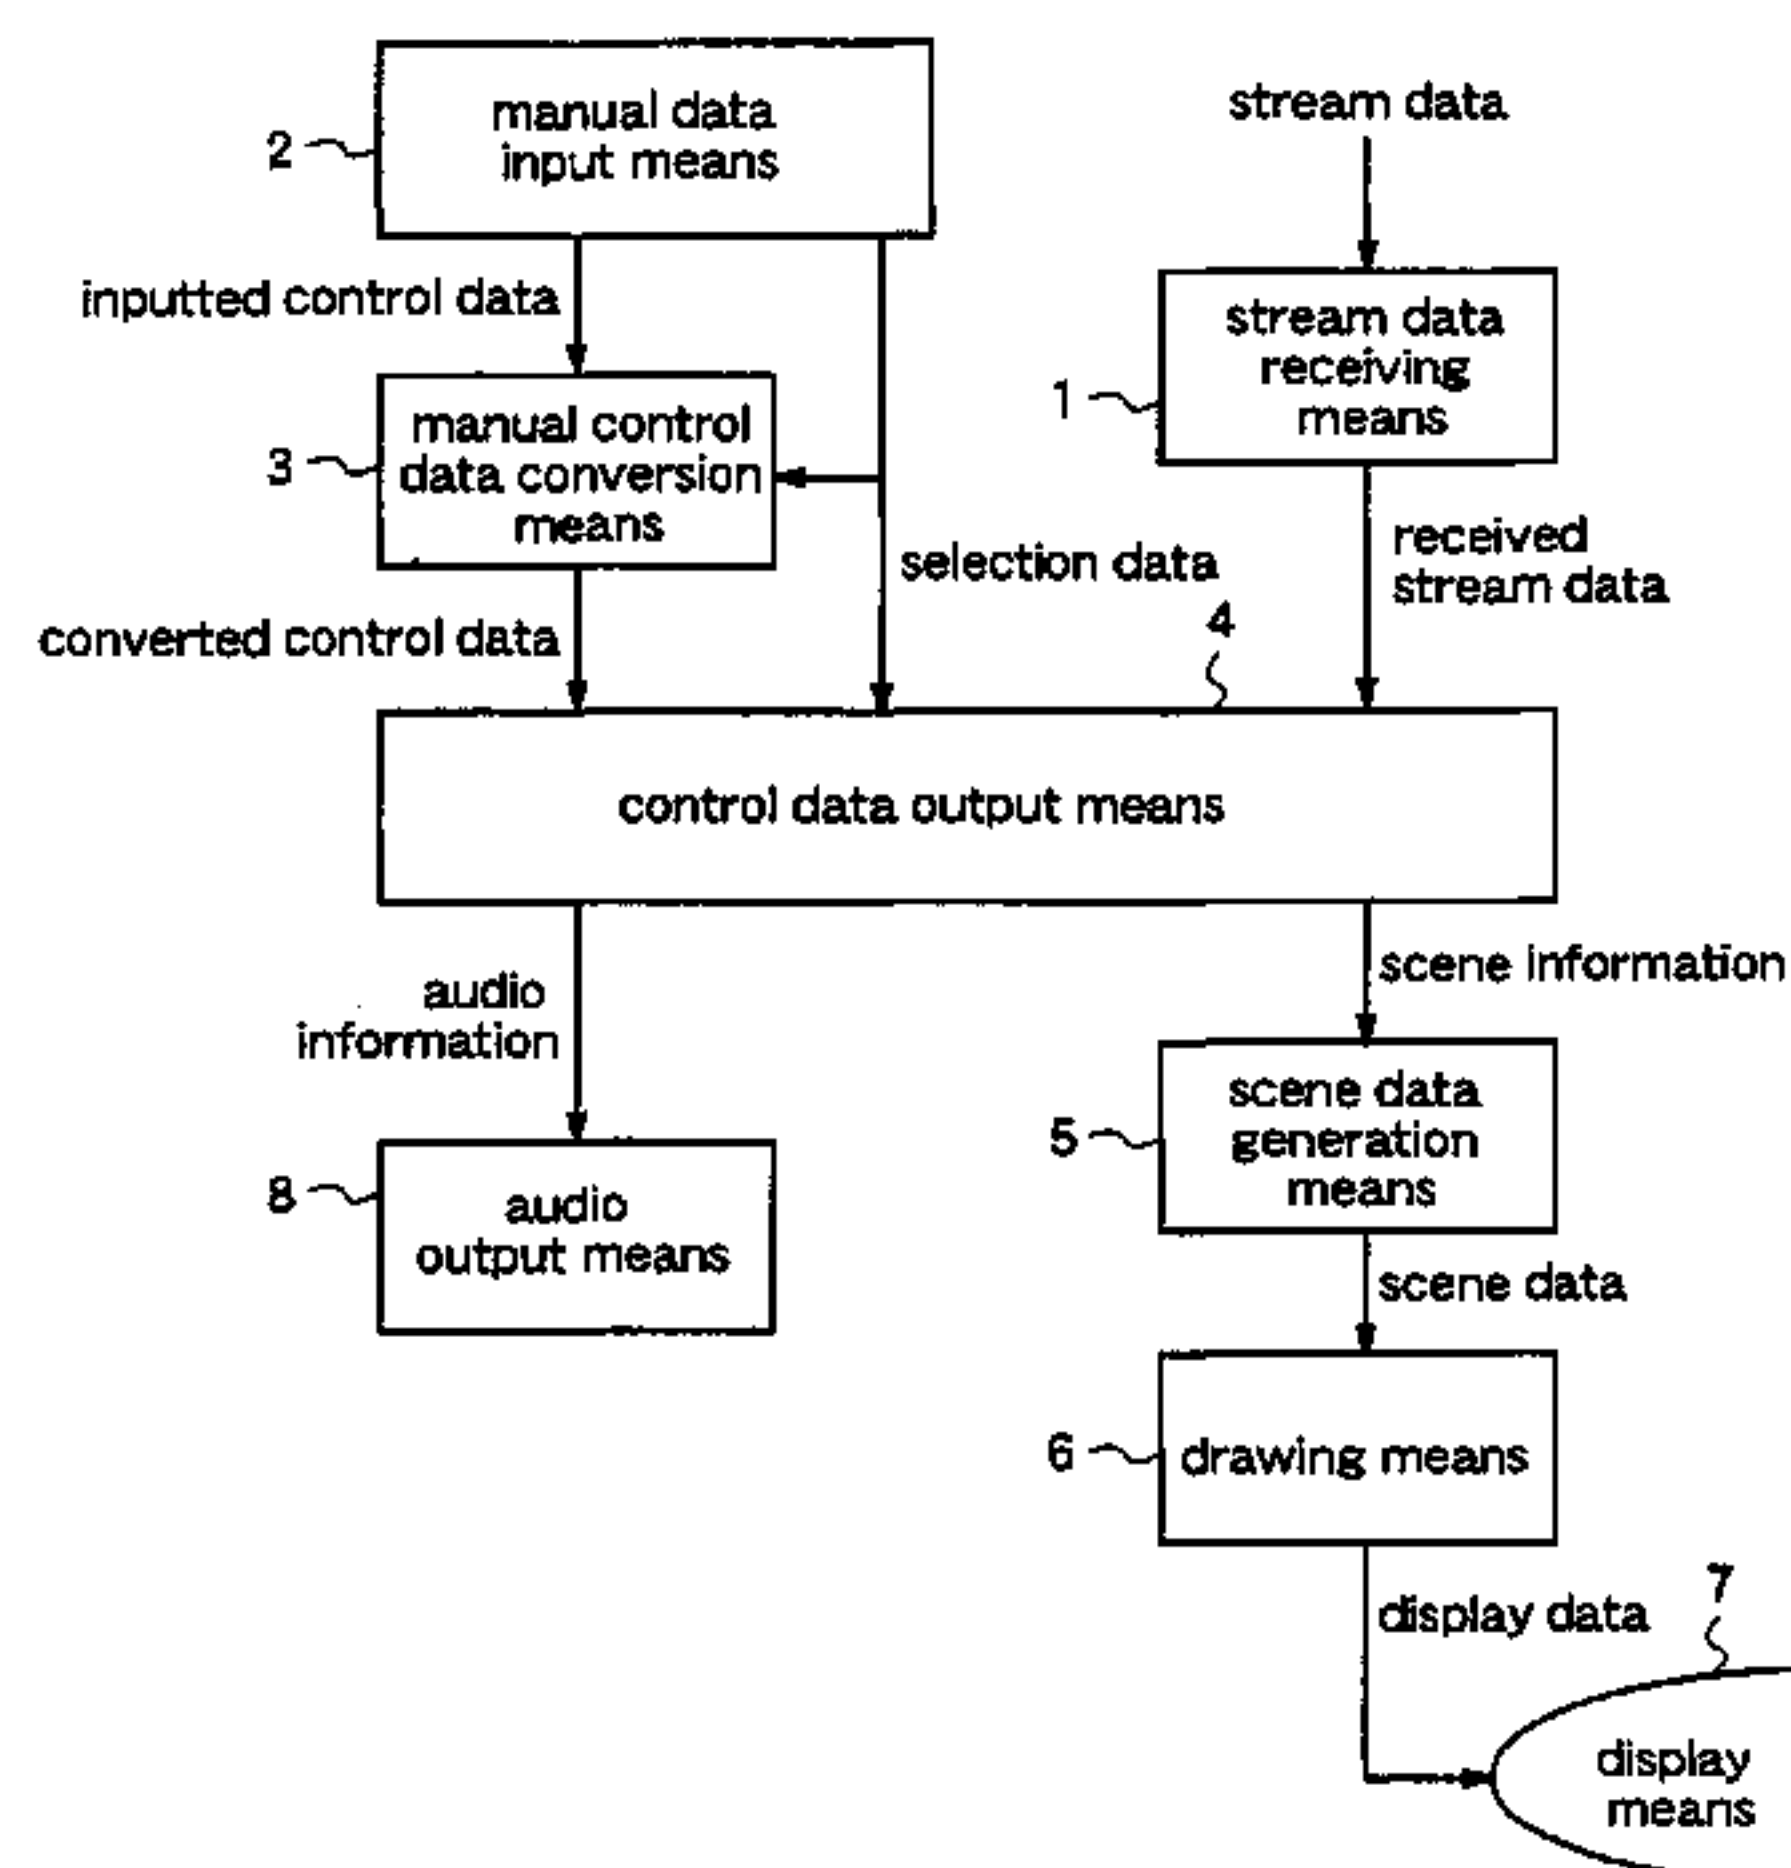 manual data
input means
2
stream data
inputted control data
stream data
receiving
means
1
manual control
data conversion
means
3
selection data
received
stream data
converted control data
4
control data output means
audio
information
scene information
scene data
generation
means
5
8
audio
output means
scene data
6
drawing means
display data
7
display
means